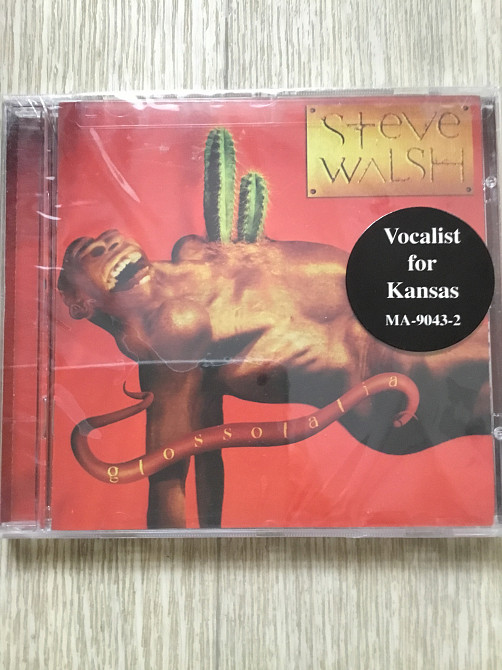 Steve
WALSH
Vocalist
for
Kansas
MA-9043-2
glossolalia